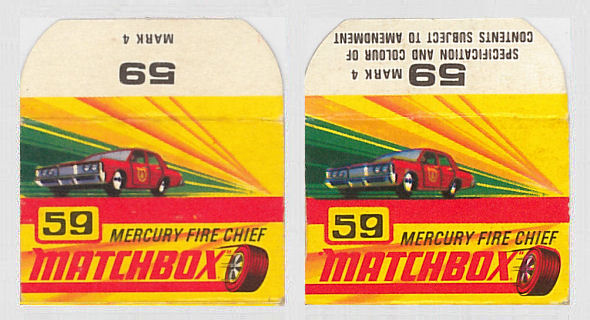 MARK 4
59
59
MERCURY FIRE CHIEF
MATCHBOX
SPECIFICATION AND COLOUR OF
CONTENTS SUBJECT TO AMENDMENT
59 MARK 4
59
MERCURY FIRE CHIEF
MATCHBOX